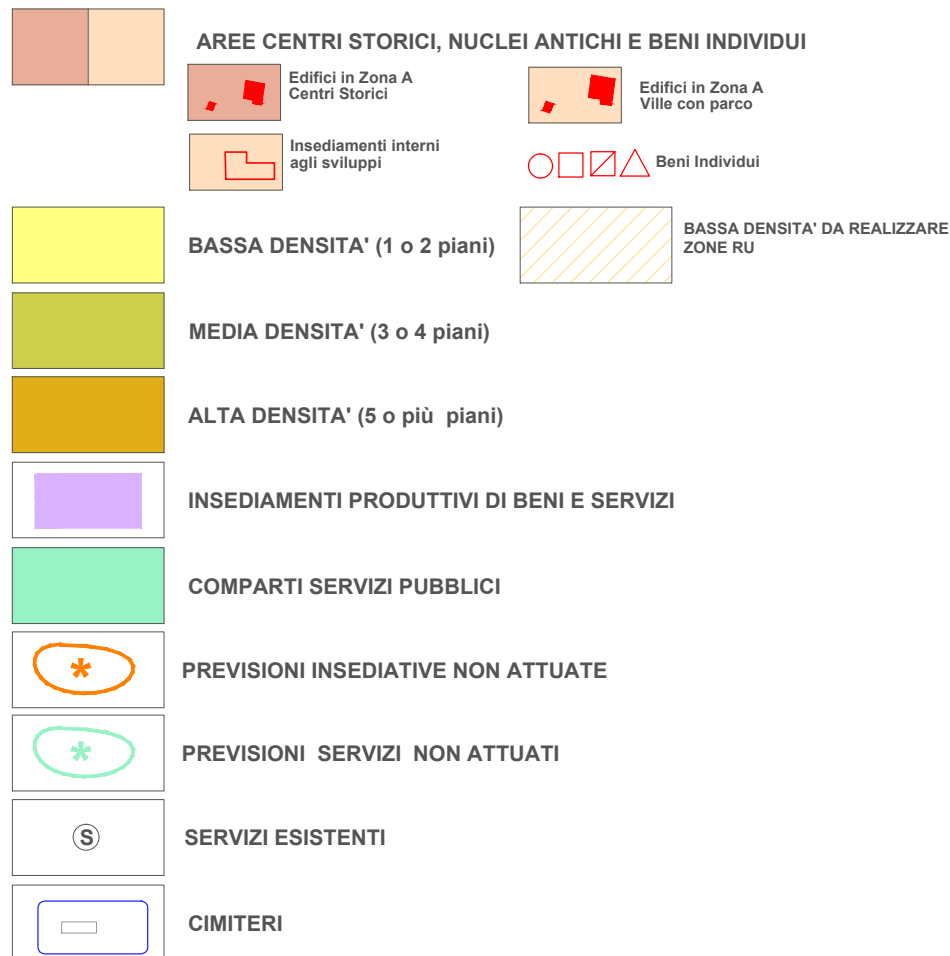 AREE CENTRI STORICI, NUCLEI ANTICHI E BENI INDIVIDUI
Edifici in Zona A
Centri Storici
Edifici in Zona A
Ville con parco
Insediamenti interni
agli sviluppi
Beni Individui
BASSA DENSITA' (1 o 2 piani)
BASSA DENSITA' DA REALIZZARE
ZONE RU
MEDIA DENSITA' (3 o 4 piani)
ALTA DENSITA' (5 o più piani)
INSEDIAMENTI PRODUTTIVI DI BENI E SERVIZI
COMPARTI SERVIZI PUBBLICI
*
PREVISIONI INSEDIATIVE NON ATTUATE
*
PREVISIONI SERVIZI NON ATTUATI
S
SERVIZI ESISTENTI
CIMITERI